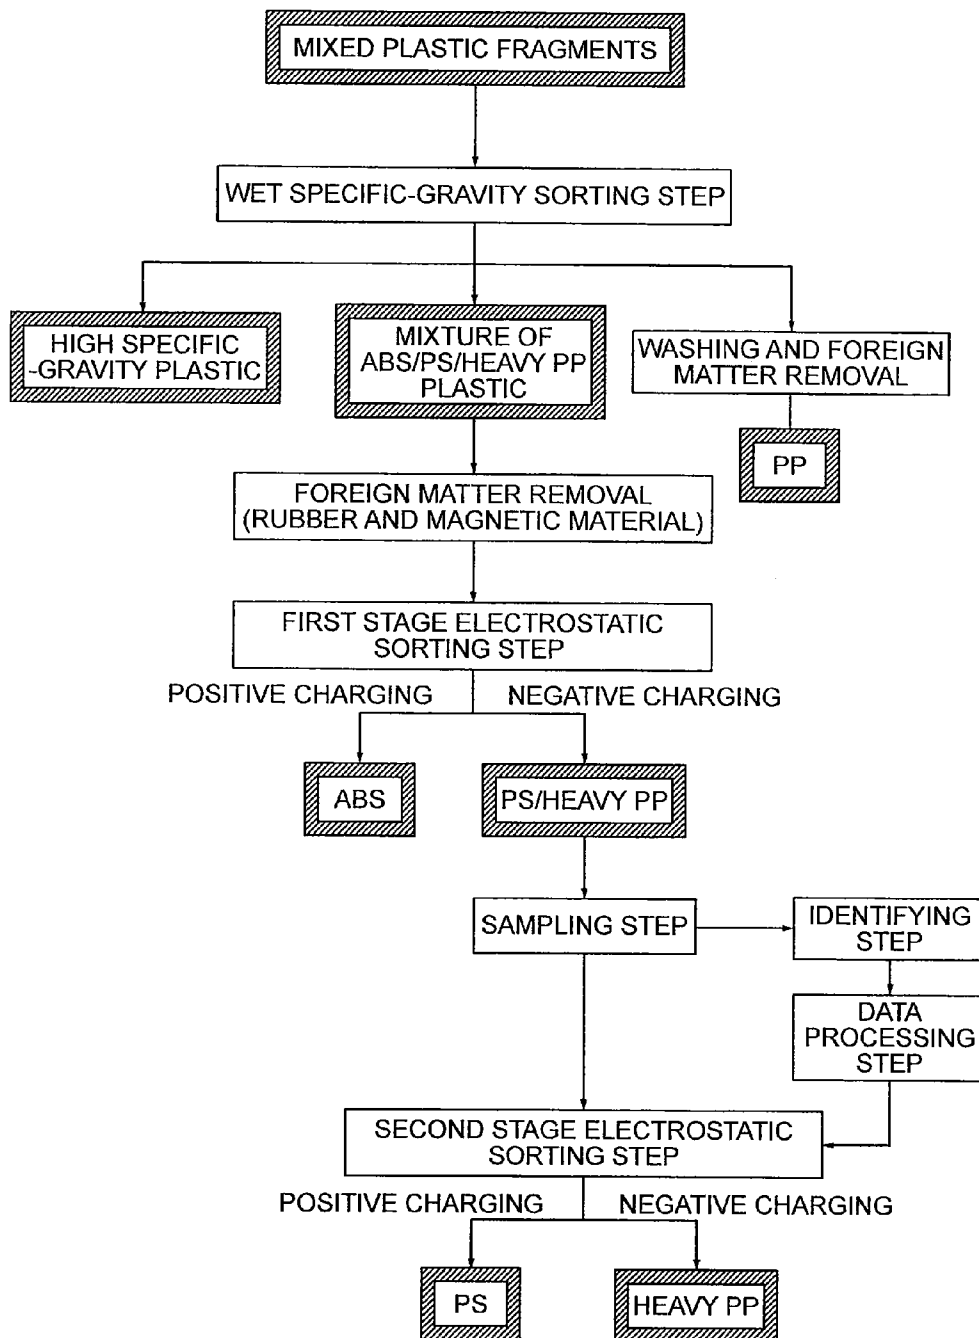 MIXED PLASTIC FRAGMENTS
WET SPECIFIC-GRAVITY SORTING STEP
HIGH SPECIFIC
-GRAVITY PLASTIC
MIXTURE OF
ABS/PS/HEAVY PP
PLASTIC
WASHING AND FOREIGN
MATTER REMOVAL
PP
FOREIGN MATTER REMOVAL
(RUBBER AND MAGNETIC MATERIAL)
FIRST STAGE ELECTROSTATIC
SORTING STEP
POSITIVE CHARGING
NEGATIVE CHARGING
ABS
PS/HEAVY PP
SAMPLING STEP
IDENTIFYING
STEP
DATA
PROCESSING
STEP
SECOND STAGE ELECTROSTATIC
SORTING STEP
POSITIVE CHARGING
NEGATIVE CHARGING
PS
HEAVY PP